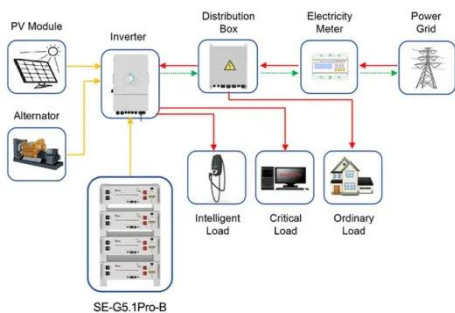 PV Module
Inverter
Distribution
Box
Electricity
Meter
Power
Grid
Alternator
Intelligent
Load
Critical
Load
Ordinary
Load
SE-G5.1Pro-B